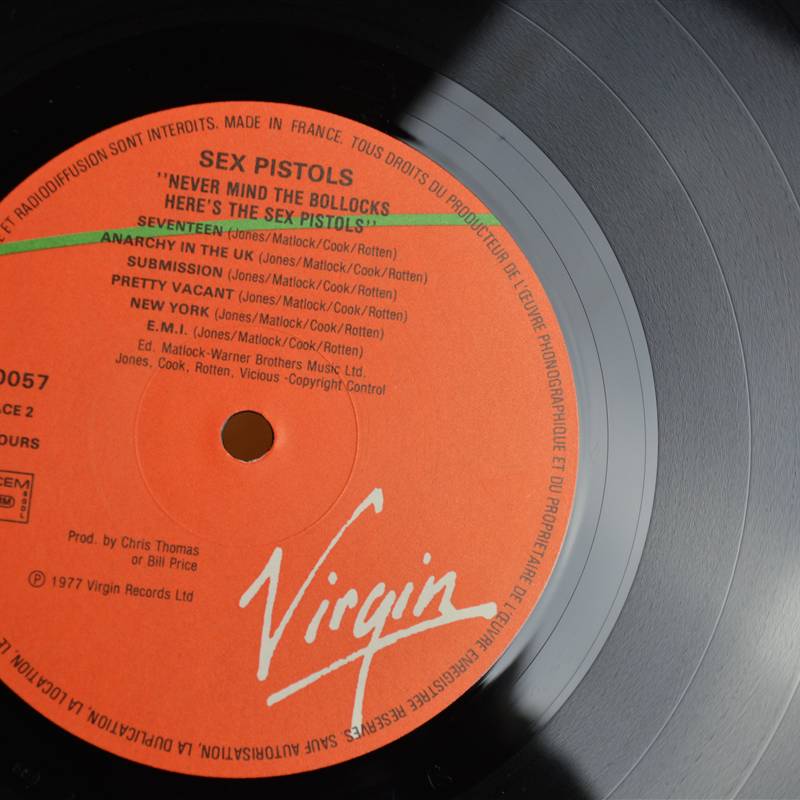 ET RADIODIFFUSION SONT INTERDITS. MADE IN FRANCE. TOUS DROITS DU PRODUCTEUR DE L'ŒUVRE PHONOGRAPHIQUE ET DU PROPRIETAIRE DE L'ŒUVRE ENREGISTREE RESERVES. SAUF AUTORISATION, LA DUPLICATION, LA LOCATION,
SEX PISTOLS
"NEVER MIND THE BOLLOCKS
HERE'S THE SEX PISTOLS"
SEVENTEEN (Jones/Matlock/Cook/Rotten)
ANARCHY IN THE UK (Jones/Matlock/Cook/Rotten)
SUBMISSION (Jones/Matlock/Cook/Rotten)
PRETTY VACANT (Jones/Matlock/Cook/Rotten)
NEW YORK (Jones/Matlock/Cook/Rotten)
E.M.I. (Jones/Matlock/Cook/Rotten)
Ed. Matlock-Warner Brothers Music Ltd.
Jones, Cook, Rotten, Vicious -Copyright Control
0057
ACE 2
OURS
CEM
Prod. by Chris Thomas
or Bill Price
℗ 1977 Virgin Records Ltd
Virgin